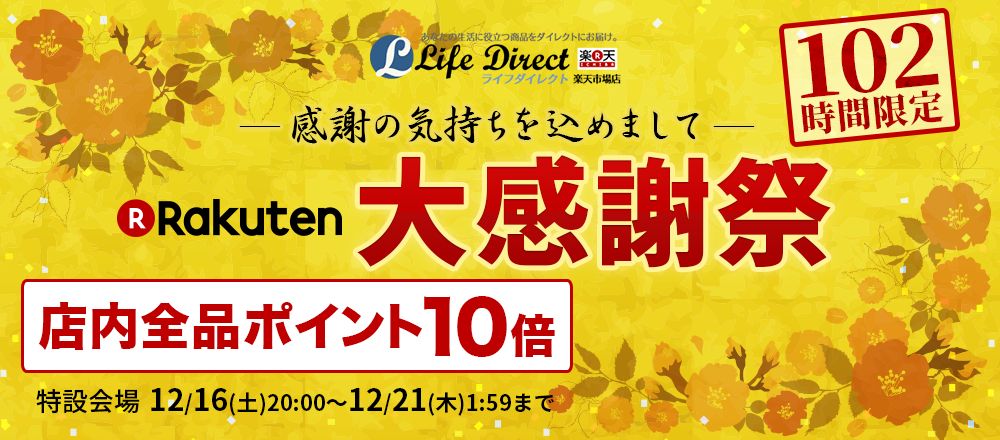 あなたの生活に役立つ商品をダイレクトにお届け。
L Life Direct 楽天 ICHIBA
ライフダイレクト 楽天市場店
102
時間限定
感謝の気持ちを込めまして
R Rakuten 大感謝祭
店内全品ポイント10倍
特設会場 12/16(土)20:00〜12/21(木)1:59まで